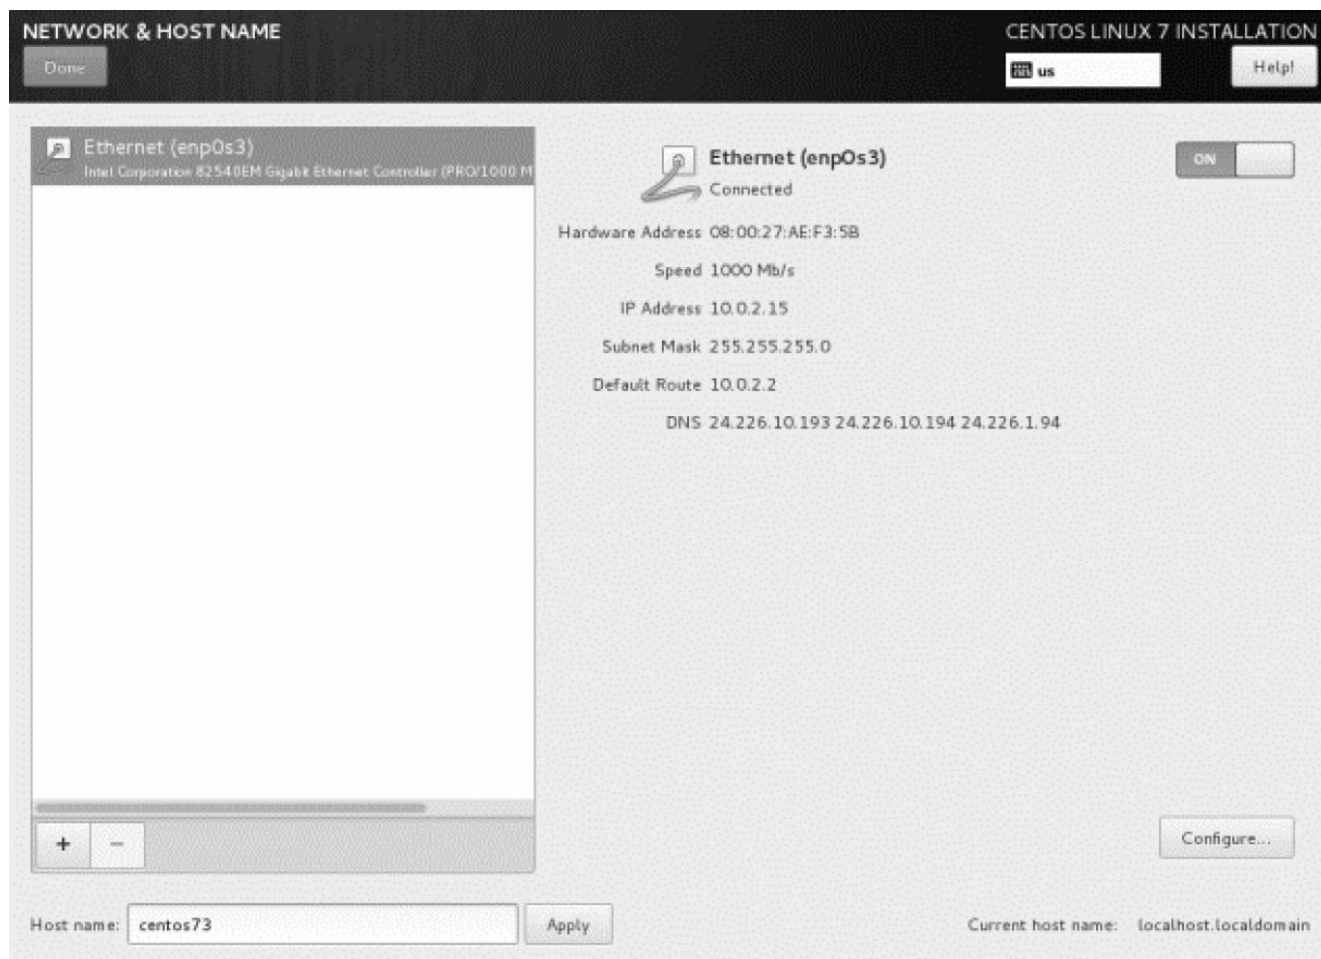 NETWORK & HOST NAME
CENTOS LINUX 7 INSTALLATION
Done
us
Help!
Ethernet (enp0s3)
Intel Corporation 82540EM Gigabit Ethernet Controller (PRO/1000 M
Ethernet (enp0s3)
Connected
ON
Hardware Address 08:00:27:AE:F3:5B
Speed 1000 Mb/s
IP Address 10.0.2.15
Subnet Mask 255.255.255.0
Default Route 10.0.2.2
DNS 24.226.10.193 24.226.10.194 24.226.1.94
+ −
Configure...
Host name: centos73 Apply
Current host name: localhost.localdomain